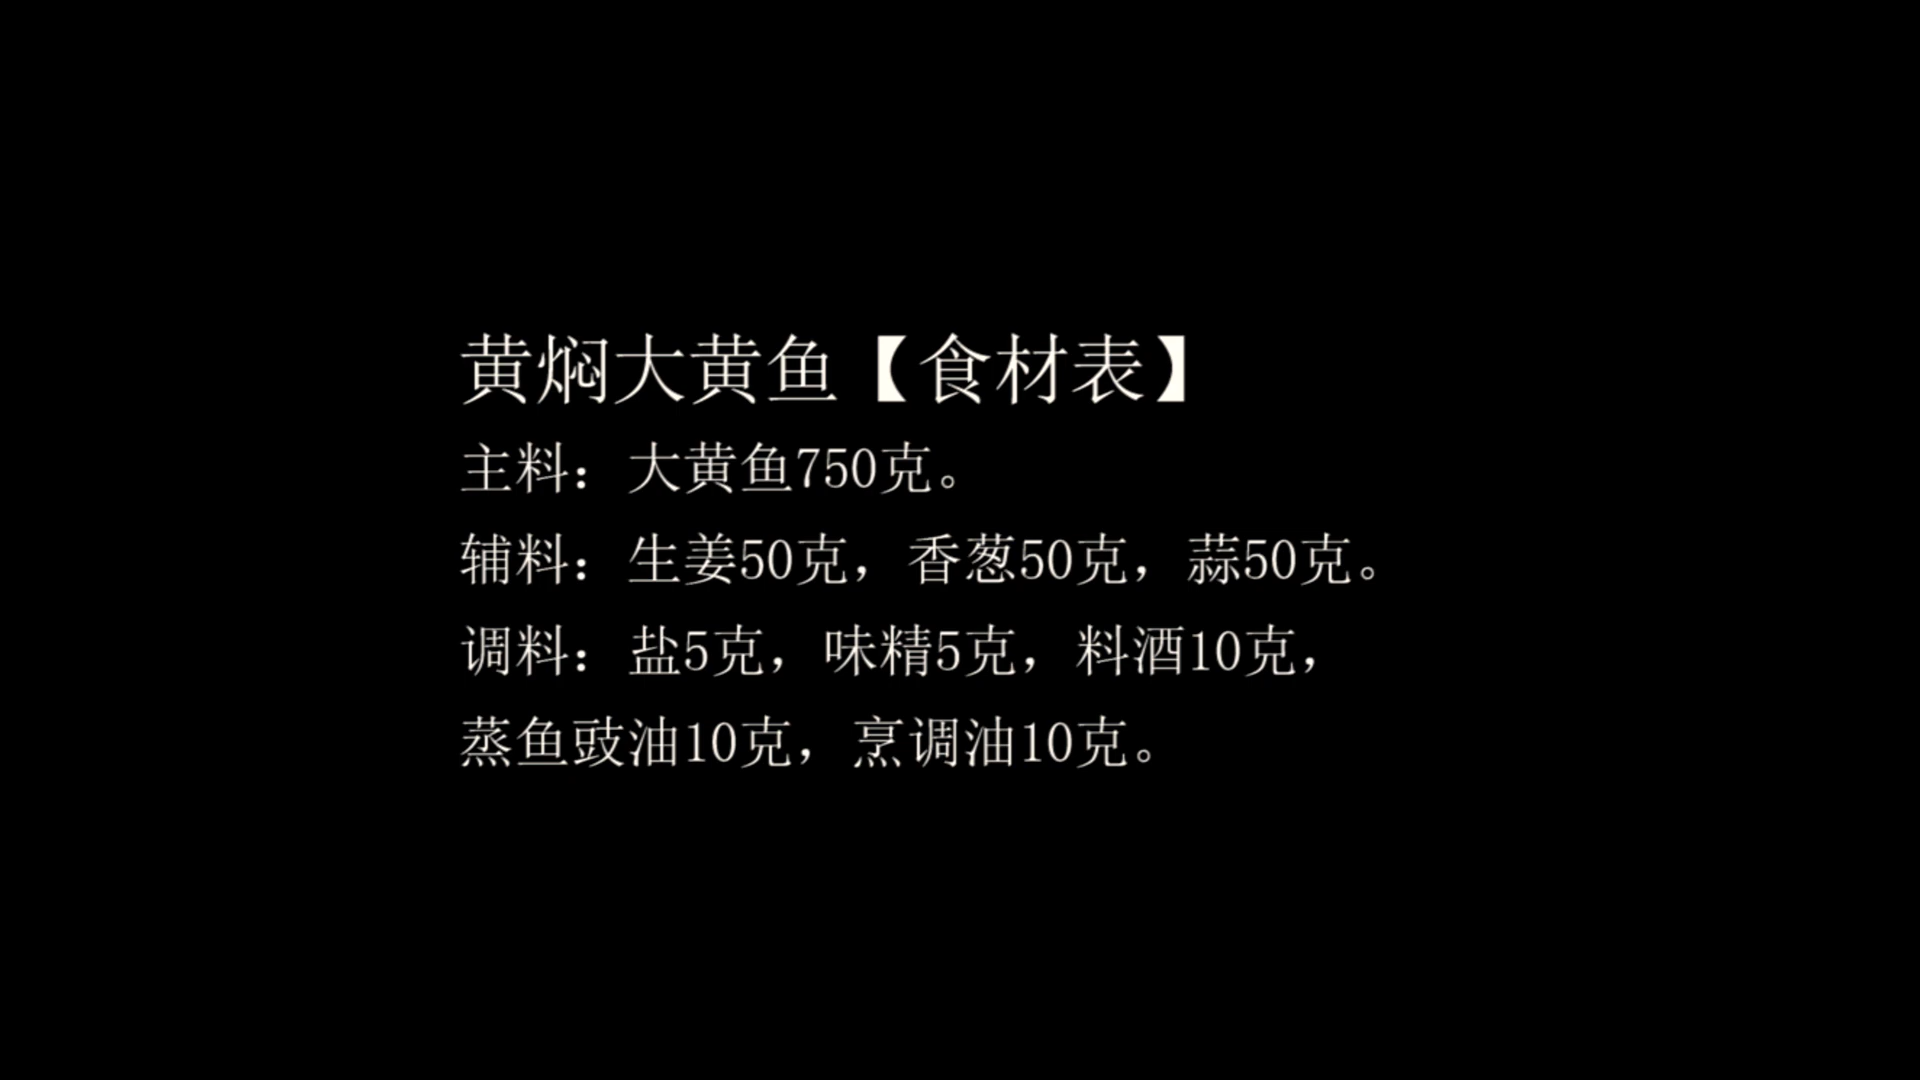 黄焖大黄鱼【食材表】
主料：大黄鱼750克。
辅料：生姜50克，香葱50克，蒜50克。
调料：盐5克，味精5克，料酒10克，
蒸鱼豉油10克，烹调油10克。